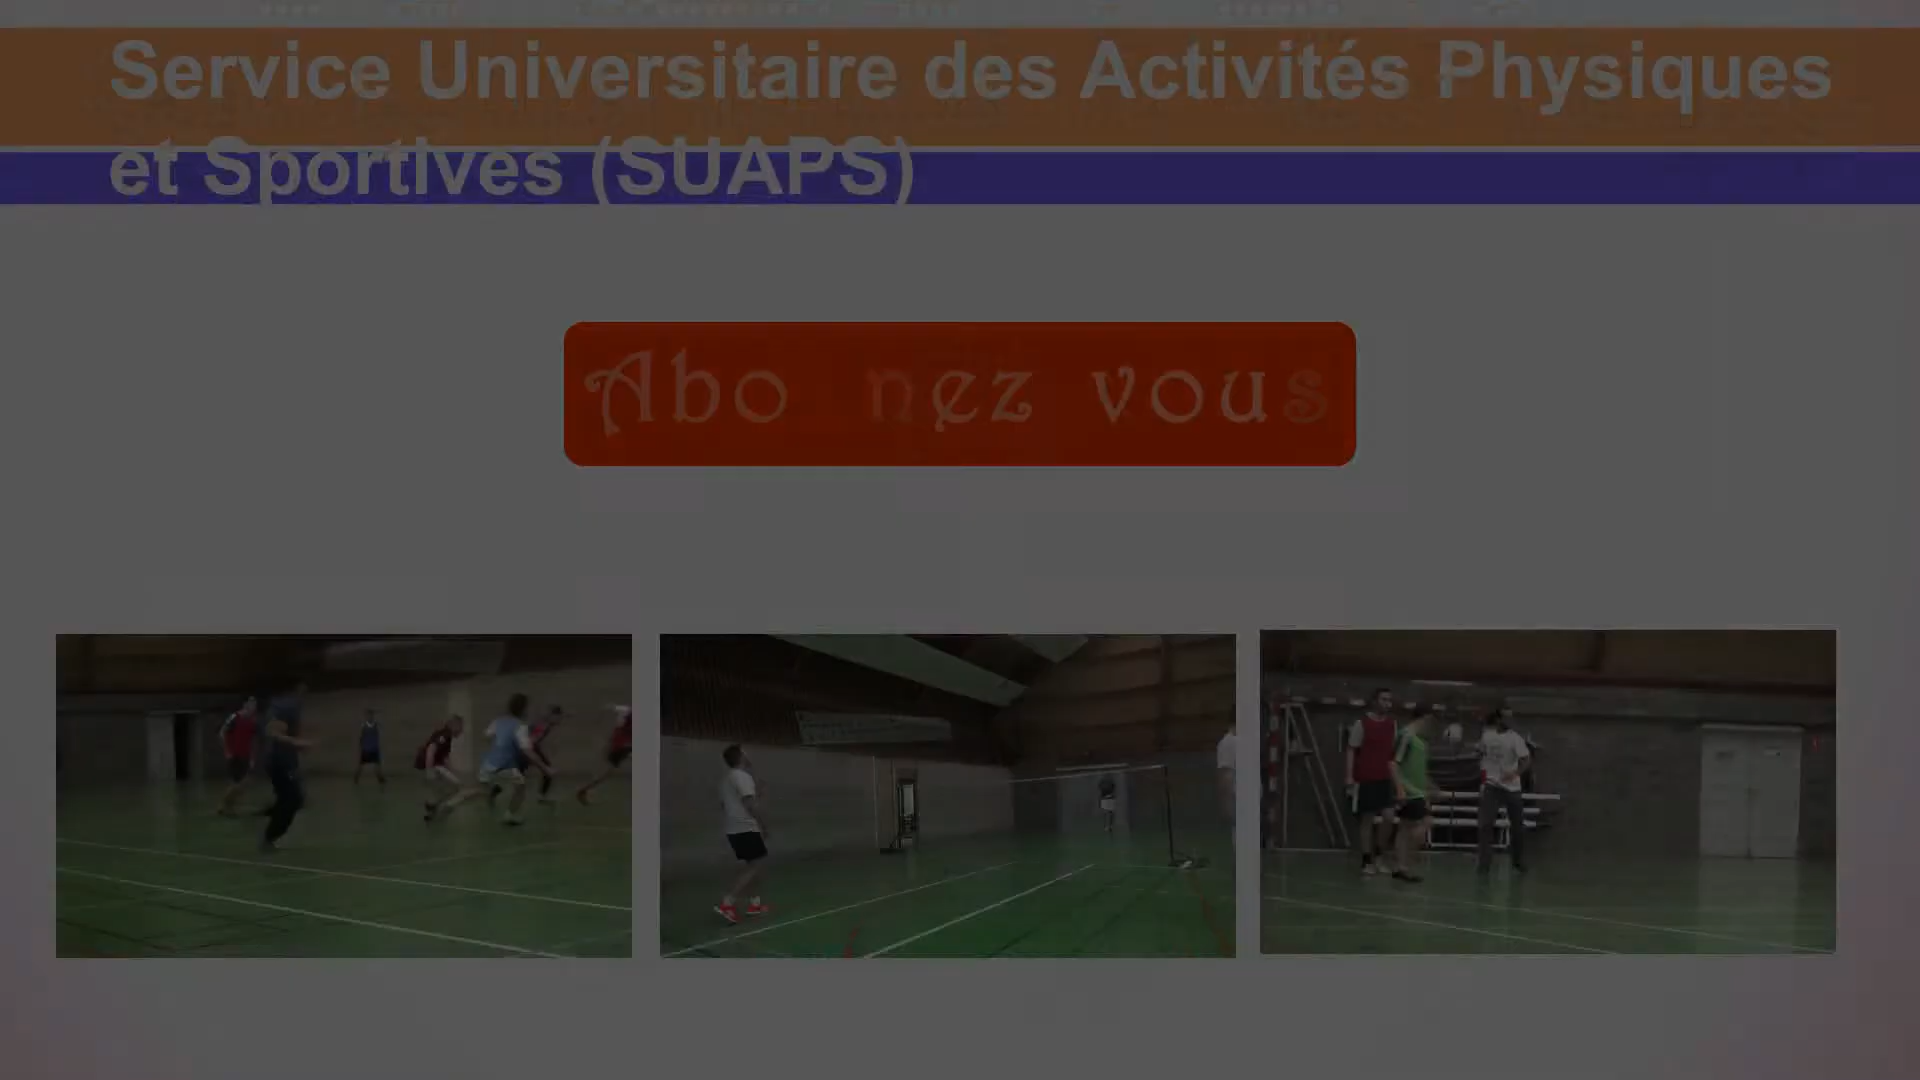 Service Universitaire des Activités Physiques
et Sportives (SUAPS)
Abo nez vous